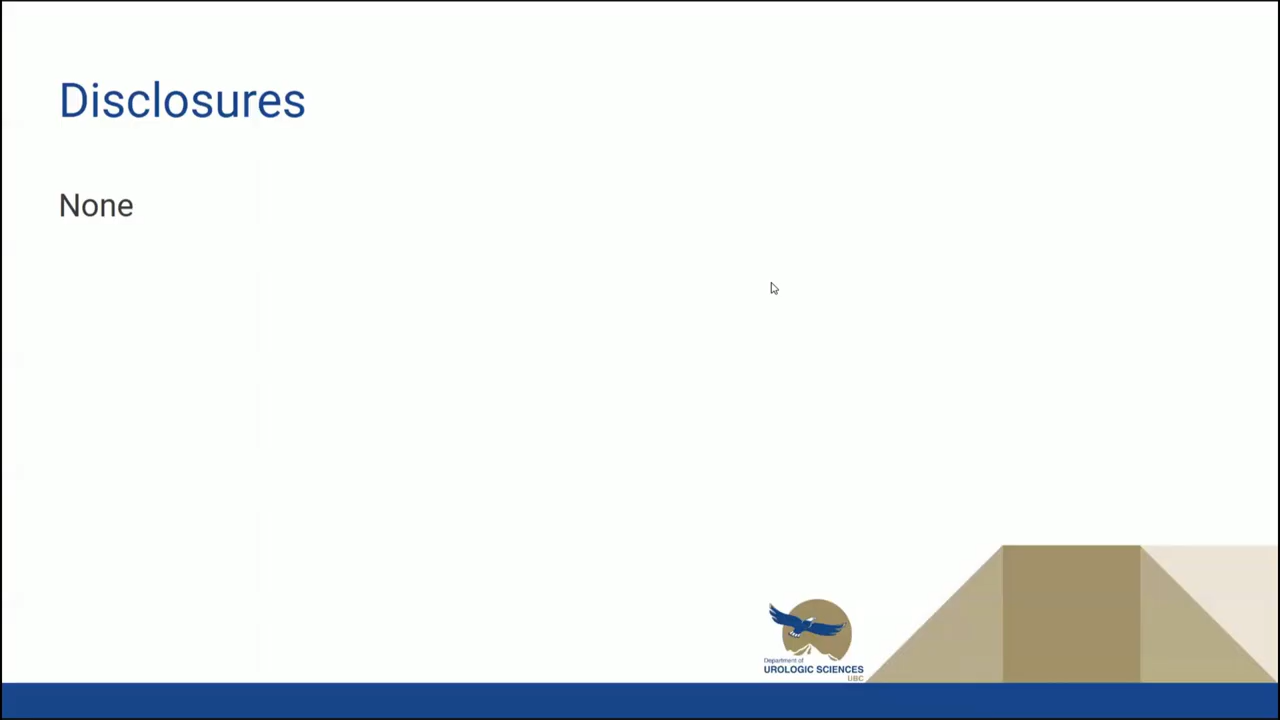 Disclosures
None
Department of
UROLOGIC SCIENCES
UBC